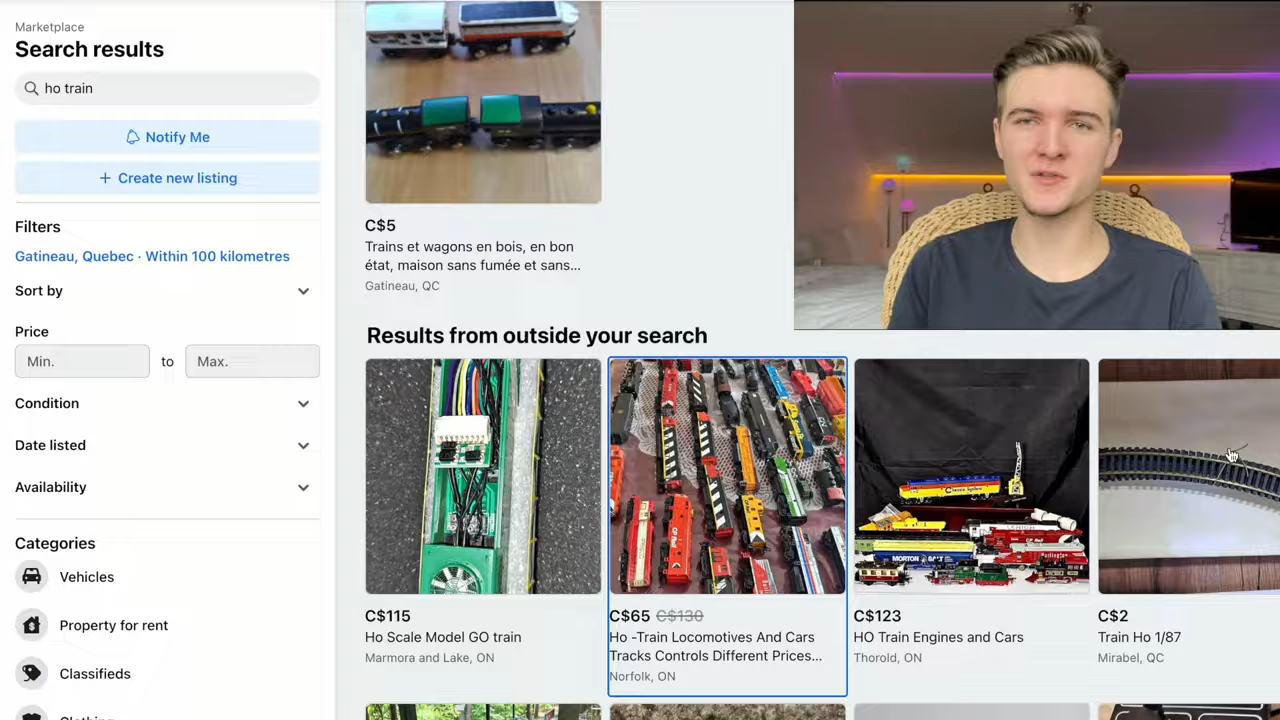 Marketplace
Search results
ho train
Notify Me
+ Create new listing
Filters
Gatineau, Quebec · Within 100 kilometres
Sort by
Price
Min.
to
Max.
Condition
Date listed
Availability
Categories
Vehicles
Property for rent
Classifieds
C$5
Trains et wagons en bois, en bon
état, maison sans fumée et sans...
Gatineau, QC
Results from outside your search
C$115
Ho Scale Model GO train
Marmora and Lake, ON
C$65 C$130
Ho -Train Locomotives And Cars
Tracks Controls Different Prices...
Norfolk, ON
Chessie System
MORTON
C$123
HO Train Engines and Cars
Thorold, ON
C$2
Train Ho 1/87
Mirabel, QC